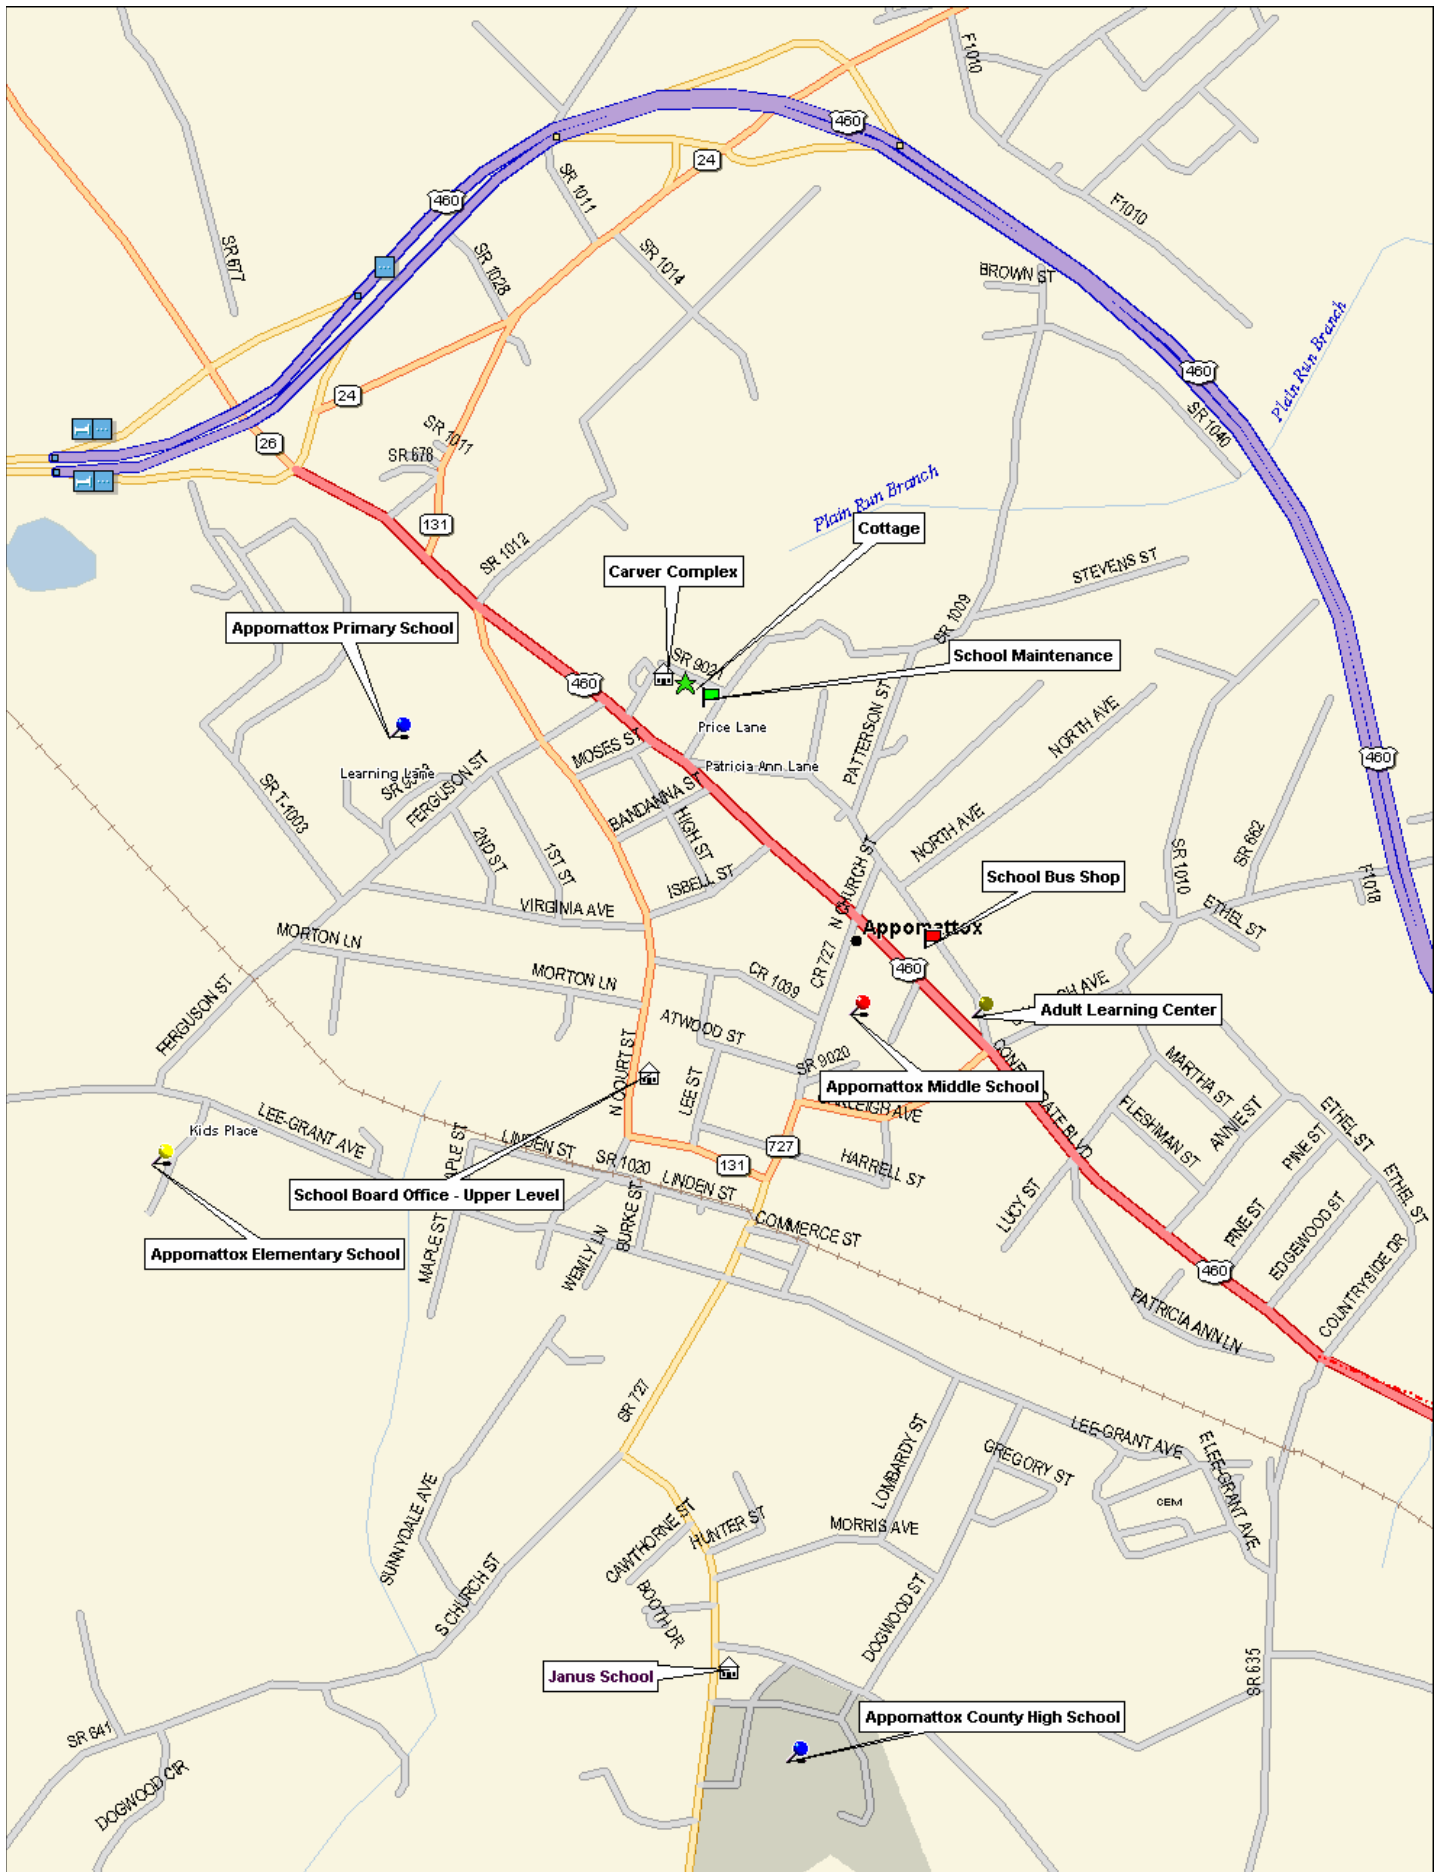 F1010
460
24
460
SR 1011
F1010
SR 677
SR 1028
SR 1014
BROWN ST
Plain Run Branch
460
24
SR 1040
26
SR 1011
SR 678
Plain Run Branch
131
Cottage
SR 1012
Carver Complex
STEVENS ST
SR 1009
Appomattox Primary School
SR 9021
School Maintenance
460
PATTERSON ST
NORTH AVE
Price Lane
MOSES ST
Learning Lane
Patricia Ann Lane
460
FERGUSON ST
BANDANNA ST
SR T-1003
HIGH ST
2ND ST
1ST ST
NORTH AVE
SR 662
SR 1010
ISBELL ST
N CHURCH ST
School Bus Shop
F1018
VIRGINIA AVE
ETHEL ST
Appomattox
MORTON LN
460
CR 727
MORTON LN
CR 1039
Adult Learning Center
FERGUSON ST
ATWOOD ST
N COURT ST
SR 9020
Appomattox Middle School
MARTHA ST
LEE ST
FLESHMAN ST
ANNIE ST
ETHEL ST
Kids Place
LEE-GRANT AVE
PINE ST
LINDEN ST
SR 1020
727
HARRELL ST
131
LINDEN ST
School Board Office - Upper Level
ETHEL ST
LUCY ST
PINE ST
EDGEWOOD ST
COMMERCE ST
BURKE ST
MAPLE ST
WEMLY LN
Appomattox Elementary School
460
COUNTRYSIDE DR
PATRICIA ANN LN
SR 727
LOMBARDY ST
LEE-GRANT AVE
GREGORY ST
E LEE-GRANT AVE
CEM
SUNNYDALE AVE
CAWTHORNE ST
HUNTER ST
MORRIS AVE
S CHURCH ST
BOOTH DR
DOGWOOD ST
Janus School
SR 635
Appomattox County High School
SR 641
DOGWOOD CIR